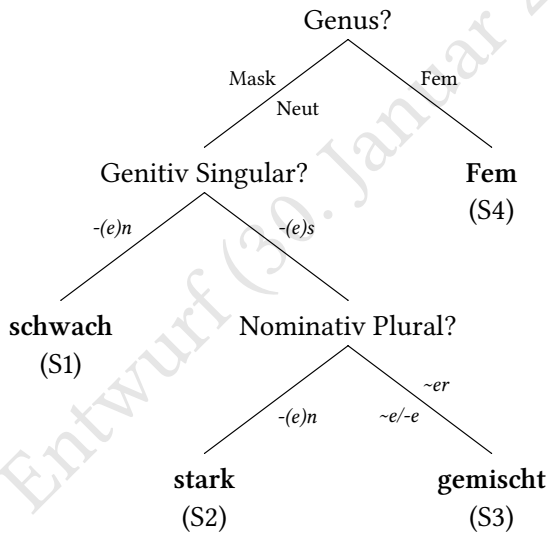 Genus?
Mask
Neut
Fem
Genitiv Singular?
Fem
(S4)
-(e)n
-(e)s
schwach
(S1)
Nominativ Plural?
-(e)n
~e/-e
~er
stark
(S2)
gemischt
(S3)
Entwurf (30. Januar 2